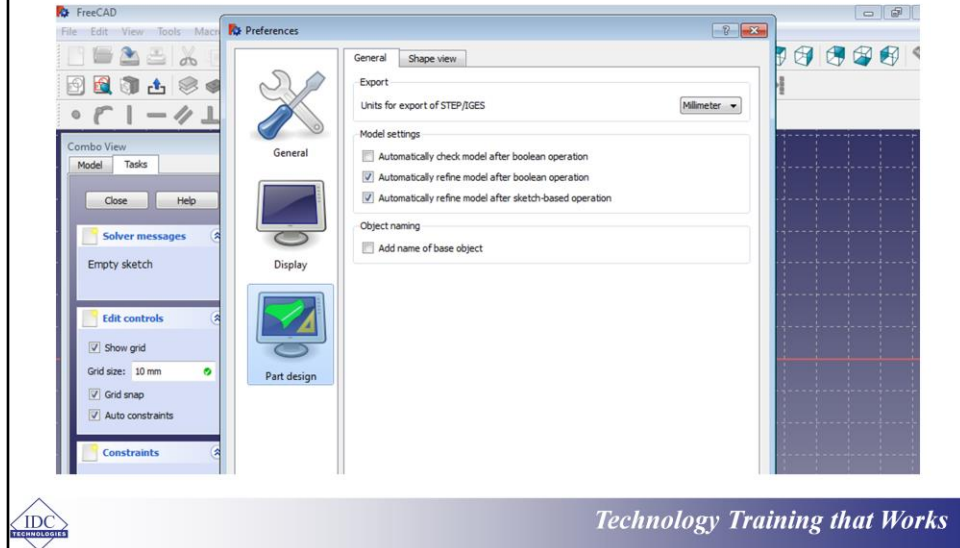 FreeCAD
File Edit View Tools Macr
Preferences
General Shape view
Export
Units for export of STEP/IGES Millimeter
Model settings
Automatically check model after boolean operation
Automatically refine model after boolean operation
Automatically refine model after sketch-based operation
Object naming
Add name of base object
General
Display
Part design
Combo View
Model Tasks
Close Help
Solver messages
Empty sketch
Edit controls
Show grid
Grid size: 10 mm
Grid snap
Auto constraints
Constraints
IDC
TECHNOLOGIES
Technology Training that Works